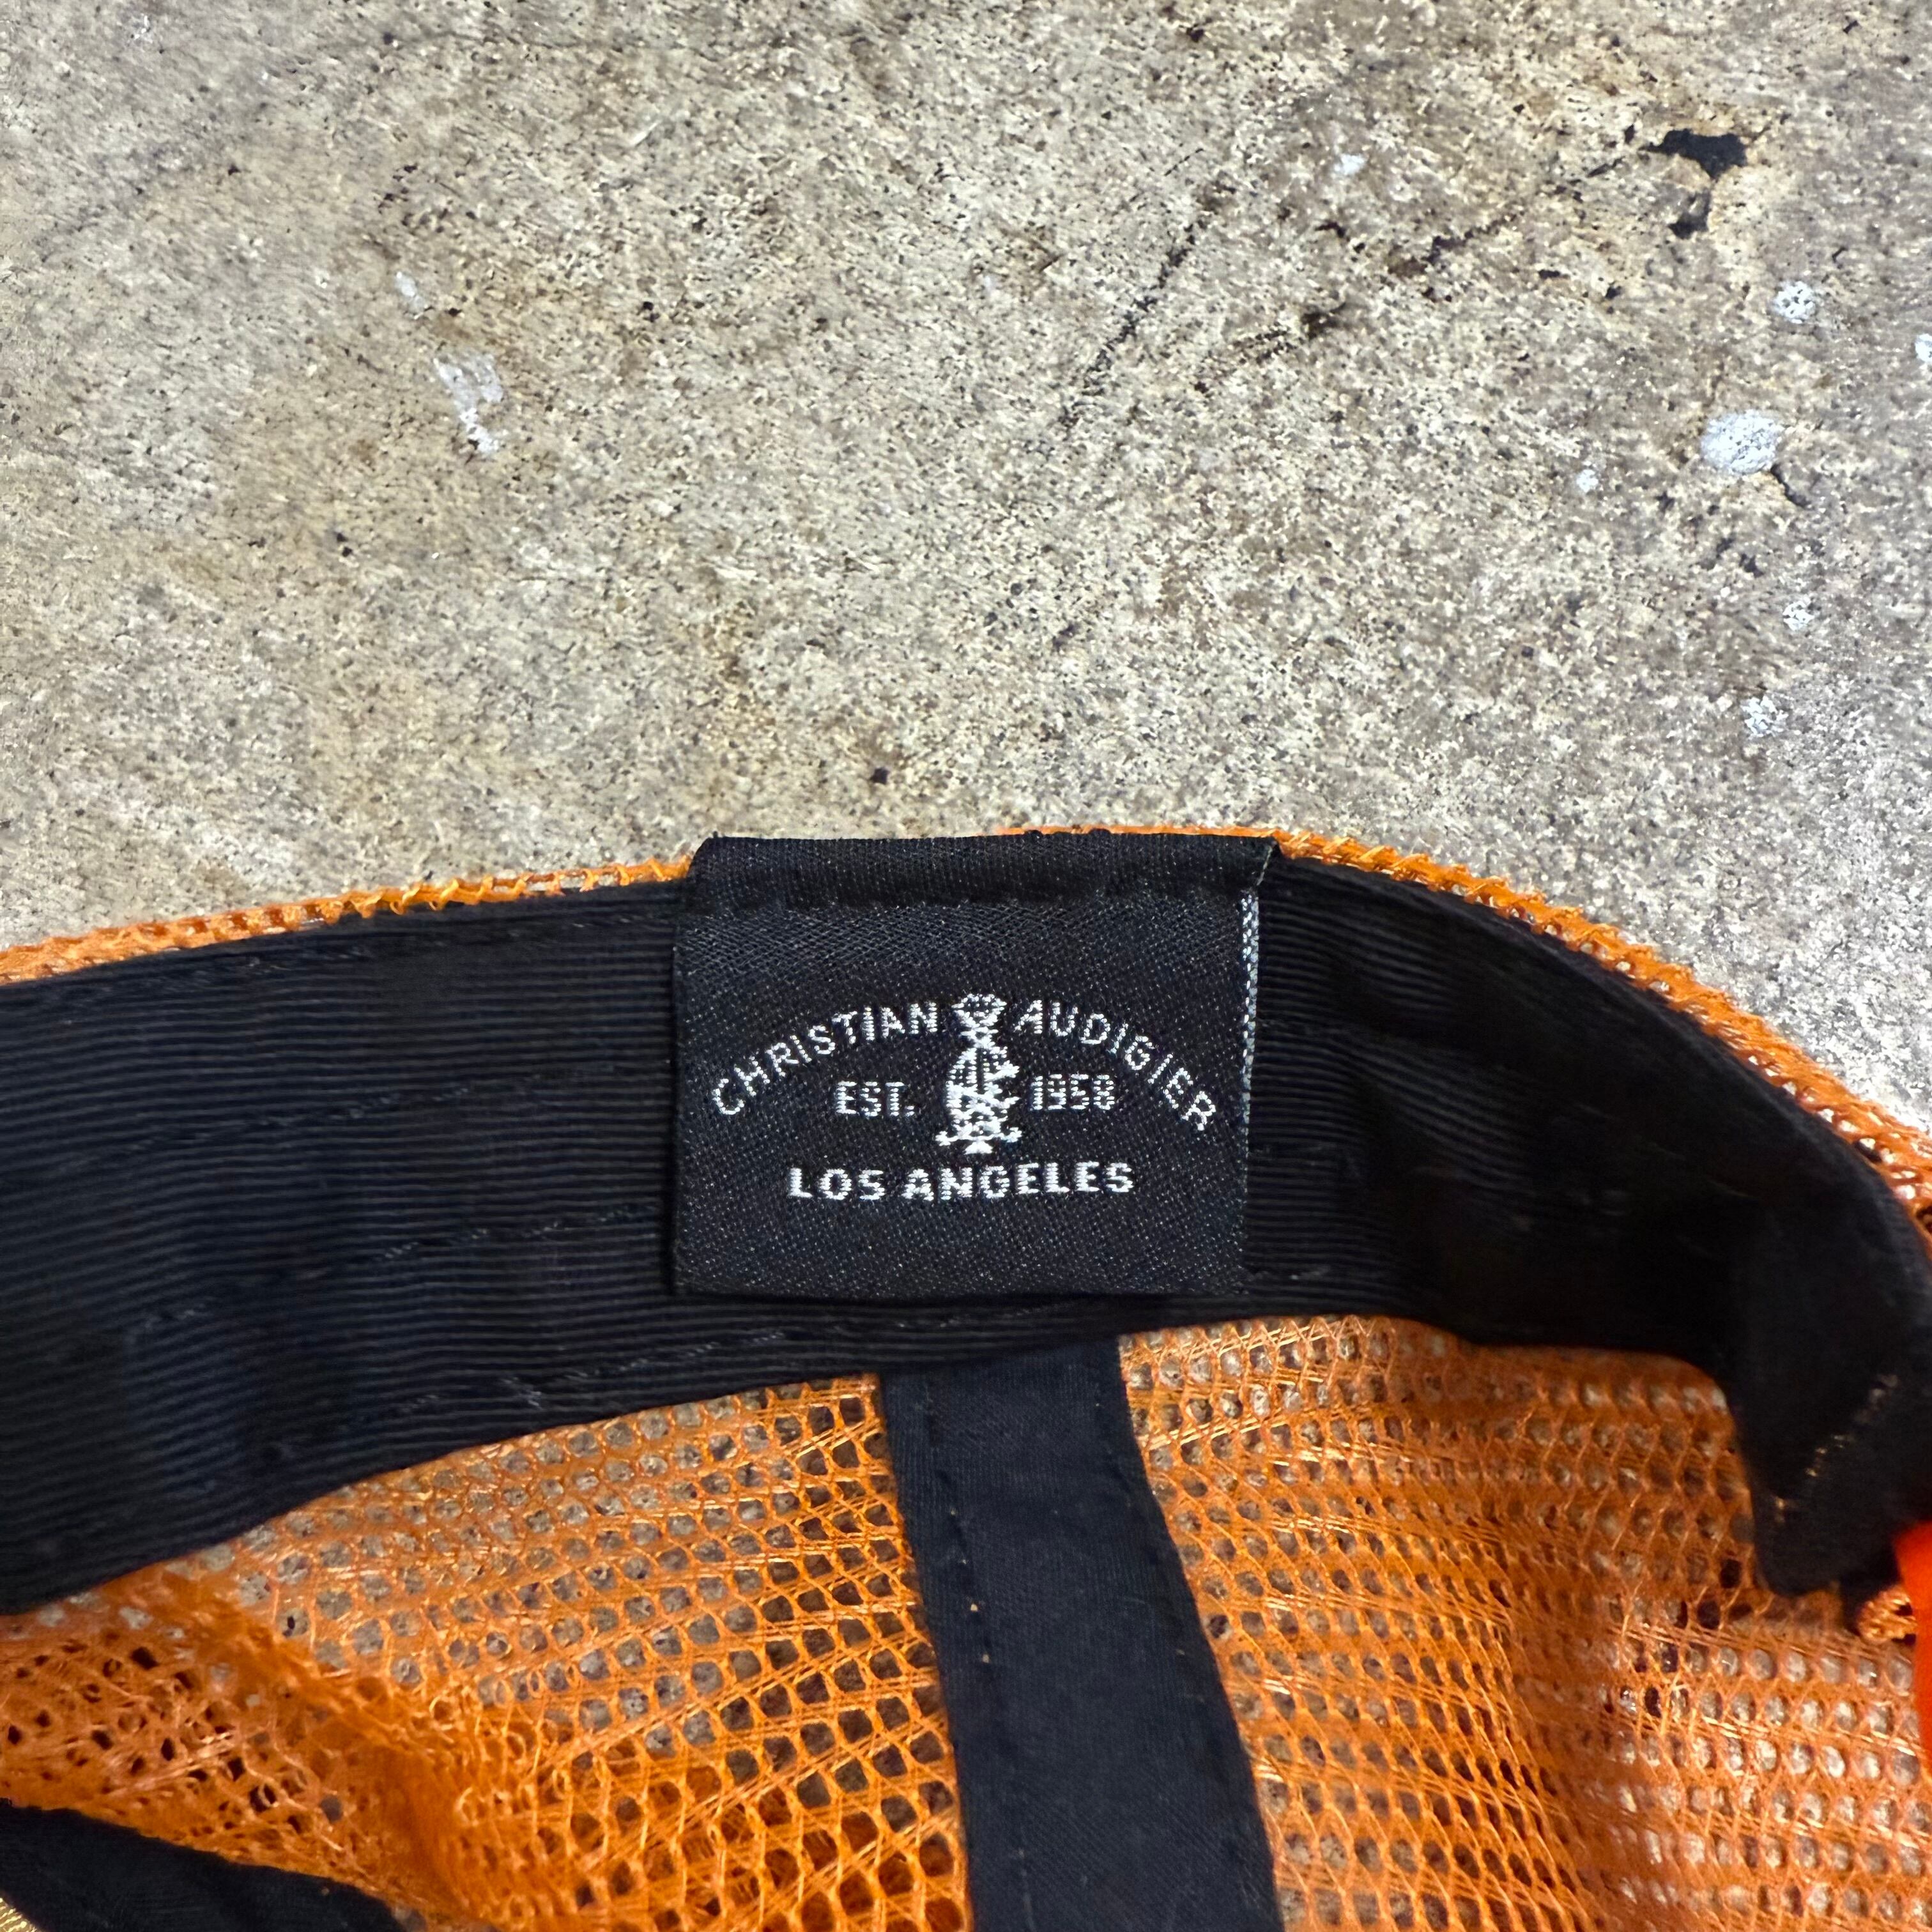 CHRISTIAN AUDIGIER
EST. 1958
LOS ANGELES